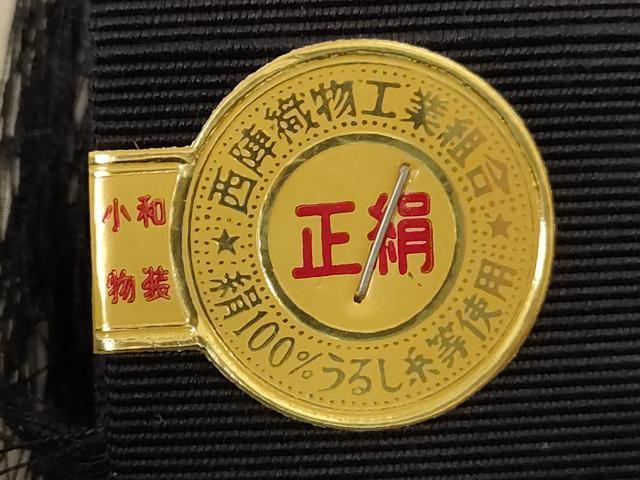 西陣織物工業組合
正絹
絹100%うるし糸等使用
和装
小物